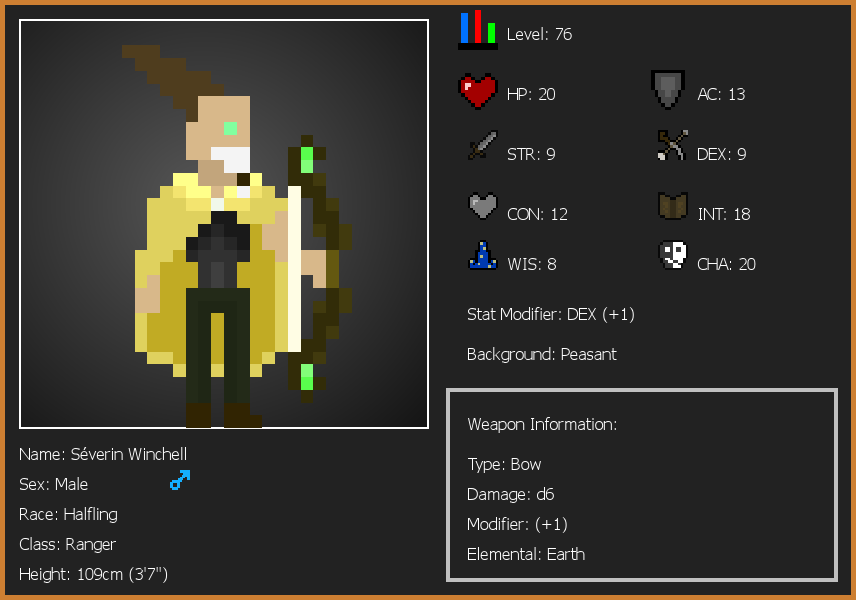 Level: 76
HP: 20
AC: 13
STR: 9
DEX: 9
CON: 12
INT: 18
WIS: 8
CHA: 20
Stat Modifier: DEX (+1)
Background: Peasant
Weapon Information:
Type: Bow
Damage: d6
Modifier: (+1)
Elemental: Earth
Name: Séverin Winchell
Sex: Male
Race: Halfling
Class: Ranger
Height: 109cm (3'7")